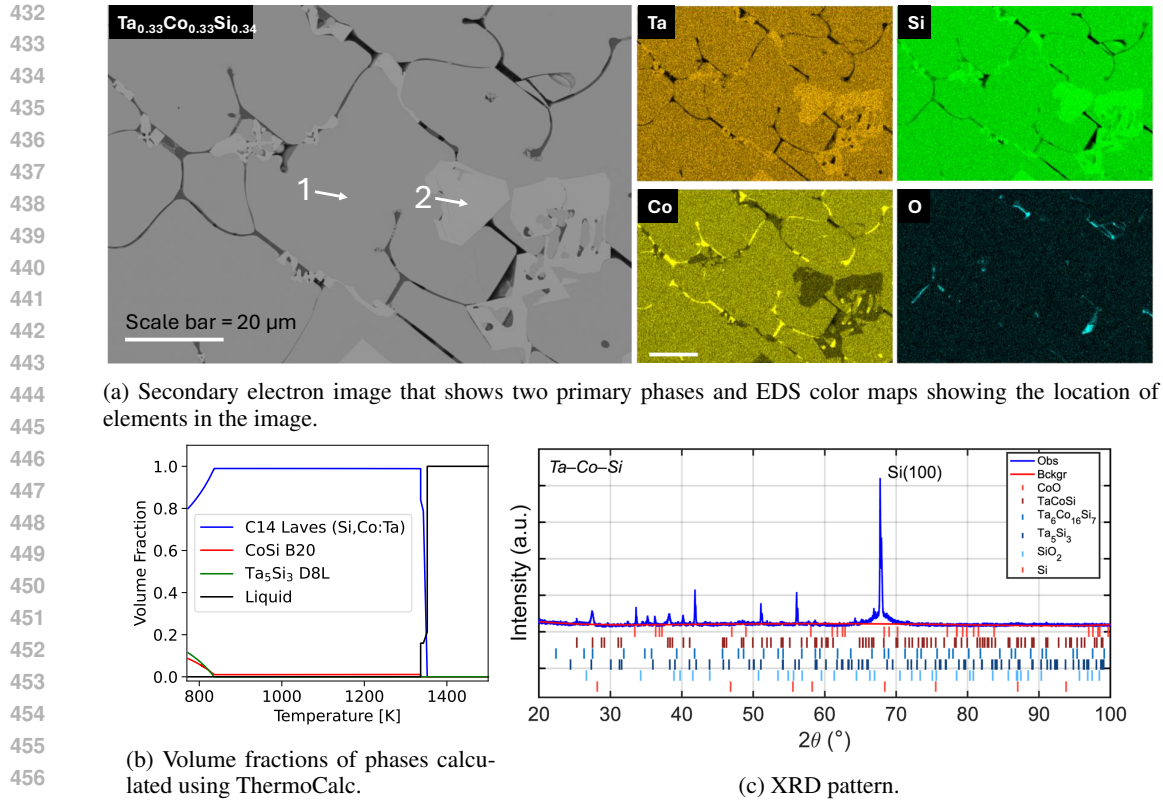 432
433
434
435
436
437
438
439
440
441
442
443
444
445
446
447
448
449
450
451
452
453
454
455
456
Ta0.33Co0.33Si0.34
1
2
Scale bar = 20 µm
Ta
Si
Co
O
(a) Secondary electron image that shows two primary phases and EDS color maps showing the location of
elements in the image.
Volume Fraction
1.0
0.8
0.6
0.4
0.2
0.0
C14 Laves (Si,Co:Ta)
CoSi B20
Ta5Si3 D8L
Liquid
800
1000
1200
1400
Temperature [K]
(b) Volume fractions of phases calcu-
lated using ThermoCalc.
Intensity (a.u.)
Ta–Co–Si
Si(100)
Obs
Bckgr
CoO
TaCoSi
Ta6Co16Si7
Ta5Si3
SiO2
Si
20
30
40
50
60
70
80
90
100
2θ (°)
(c) XRD pattern.